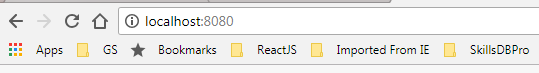 localhost:8080
Apps GS Bookmarks ReactJS Imported From IE SkillsDBPro